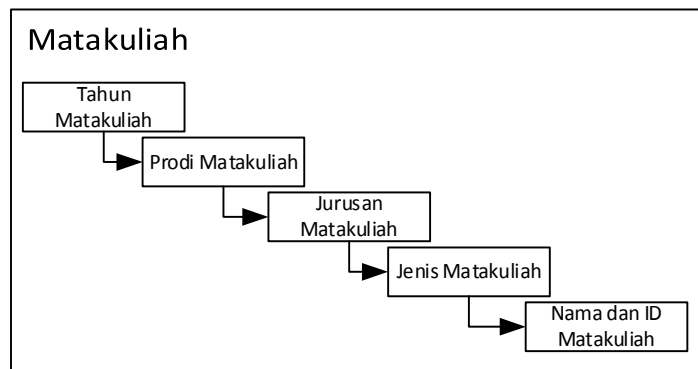 Matakuliah
Tahun
Matakuliah
Prodi Matakuliah
Jurusan
Matakuliah
Jenis Matakuliah
Nama dan ID
Matakuliah